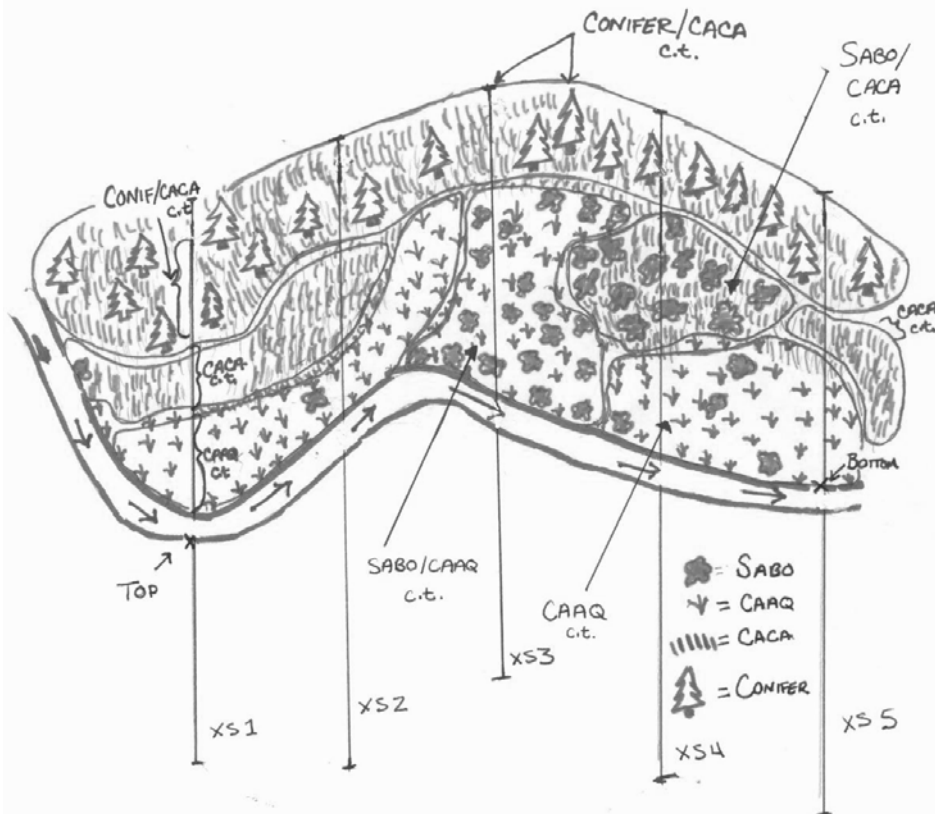 CONIFER/CACA
c.t.
SABO/
CACA
c.t.
CONIF/CACA
c.t
CACA
c.t.
CACA
c.t.
CAAQ
c.t
BOTTOM
TOP
SABO/CAAQ
c.t.
CAAQ
c.t.
= SABO
= CAAQ
= CACA
= CONIFER
XS1
XS2
XS3
XS4
XS5